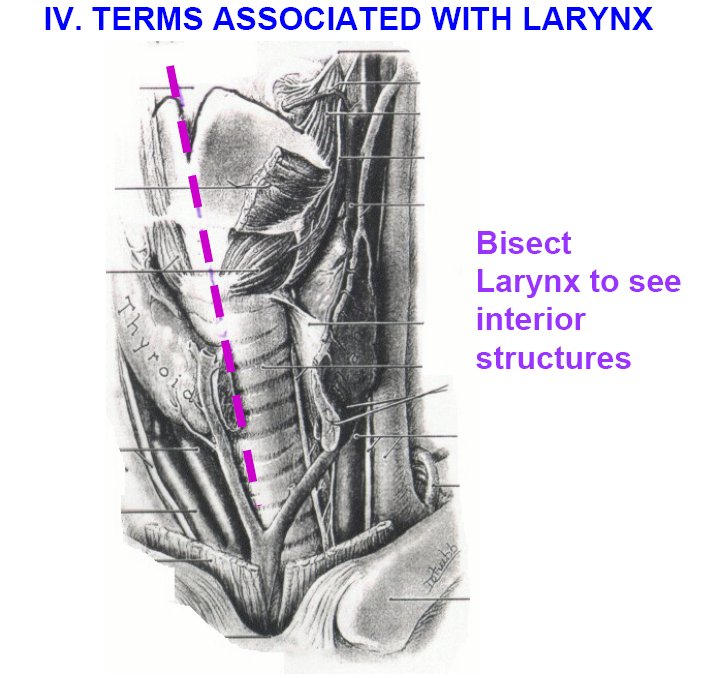 IV. TERMS ASSOCIATED WITH LARYNX
Bisect
Larynx to see
interior
structures
Thyroid